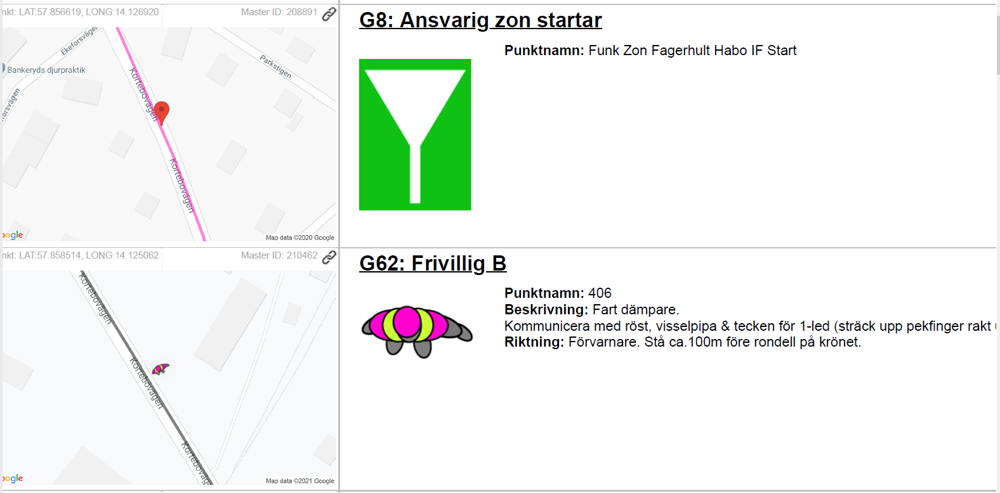 nkt: LAT:57.856619, LONG:14.126920
Master ID: 208891
Ekeforsvägen
Parkstigen
Bankeryds djurpraktik
Kortebovägen
Kortebovägen
ogle
Map data ©2020 Google
G8: Ansvarig zon startar
Punktnamn: Funk Zon Fagerhult Habo IF Start
nkt: LAT:57.858514, LONG:14.125062
Master ID: 210462
Kortebovägen
Kortebovägen
ogle
Map data ©2021 Google
G62: Frivillig B
Punktnamn: 406
Beskrivning: Fart dämpare.
Kommunicera med röst, visselpipa & tecken för 1-led (sträck upp pekfinger rakt
Riktning: Förvarnare. Stå ca.100m före rondell på krönet.